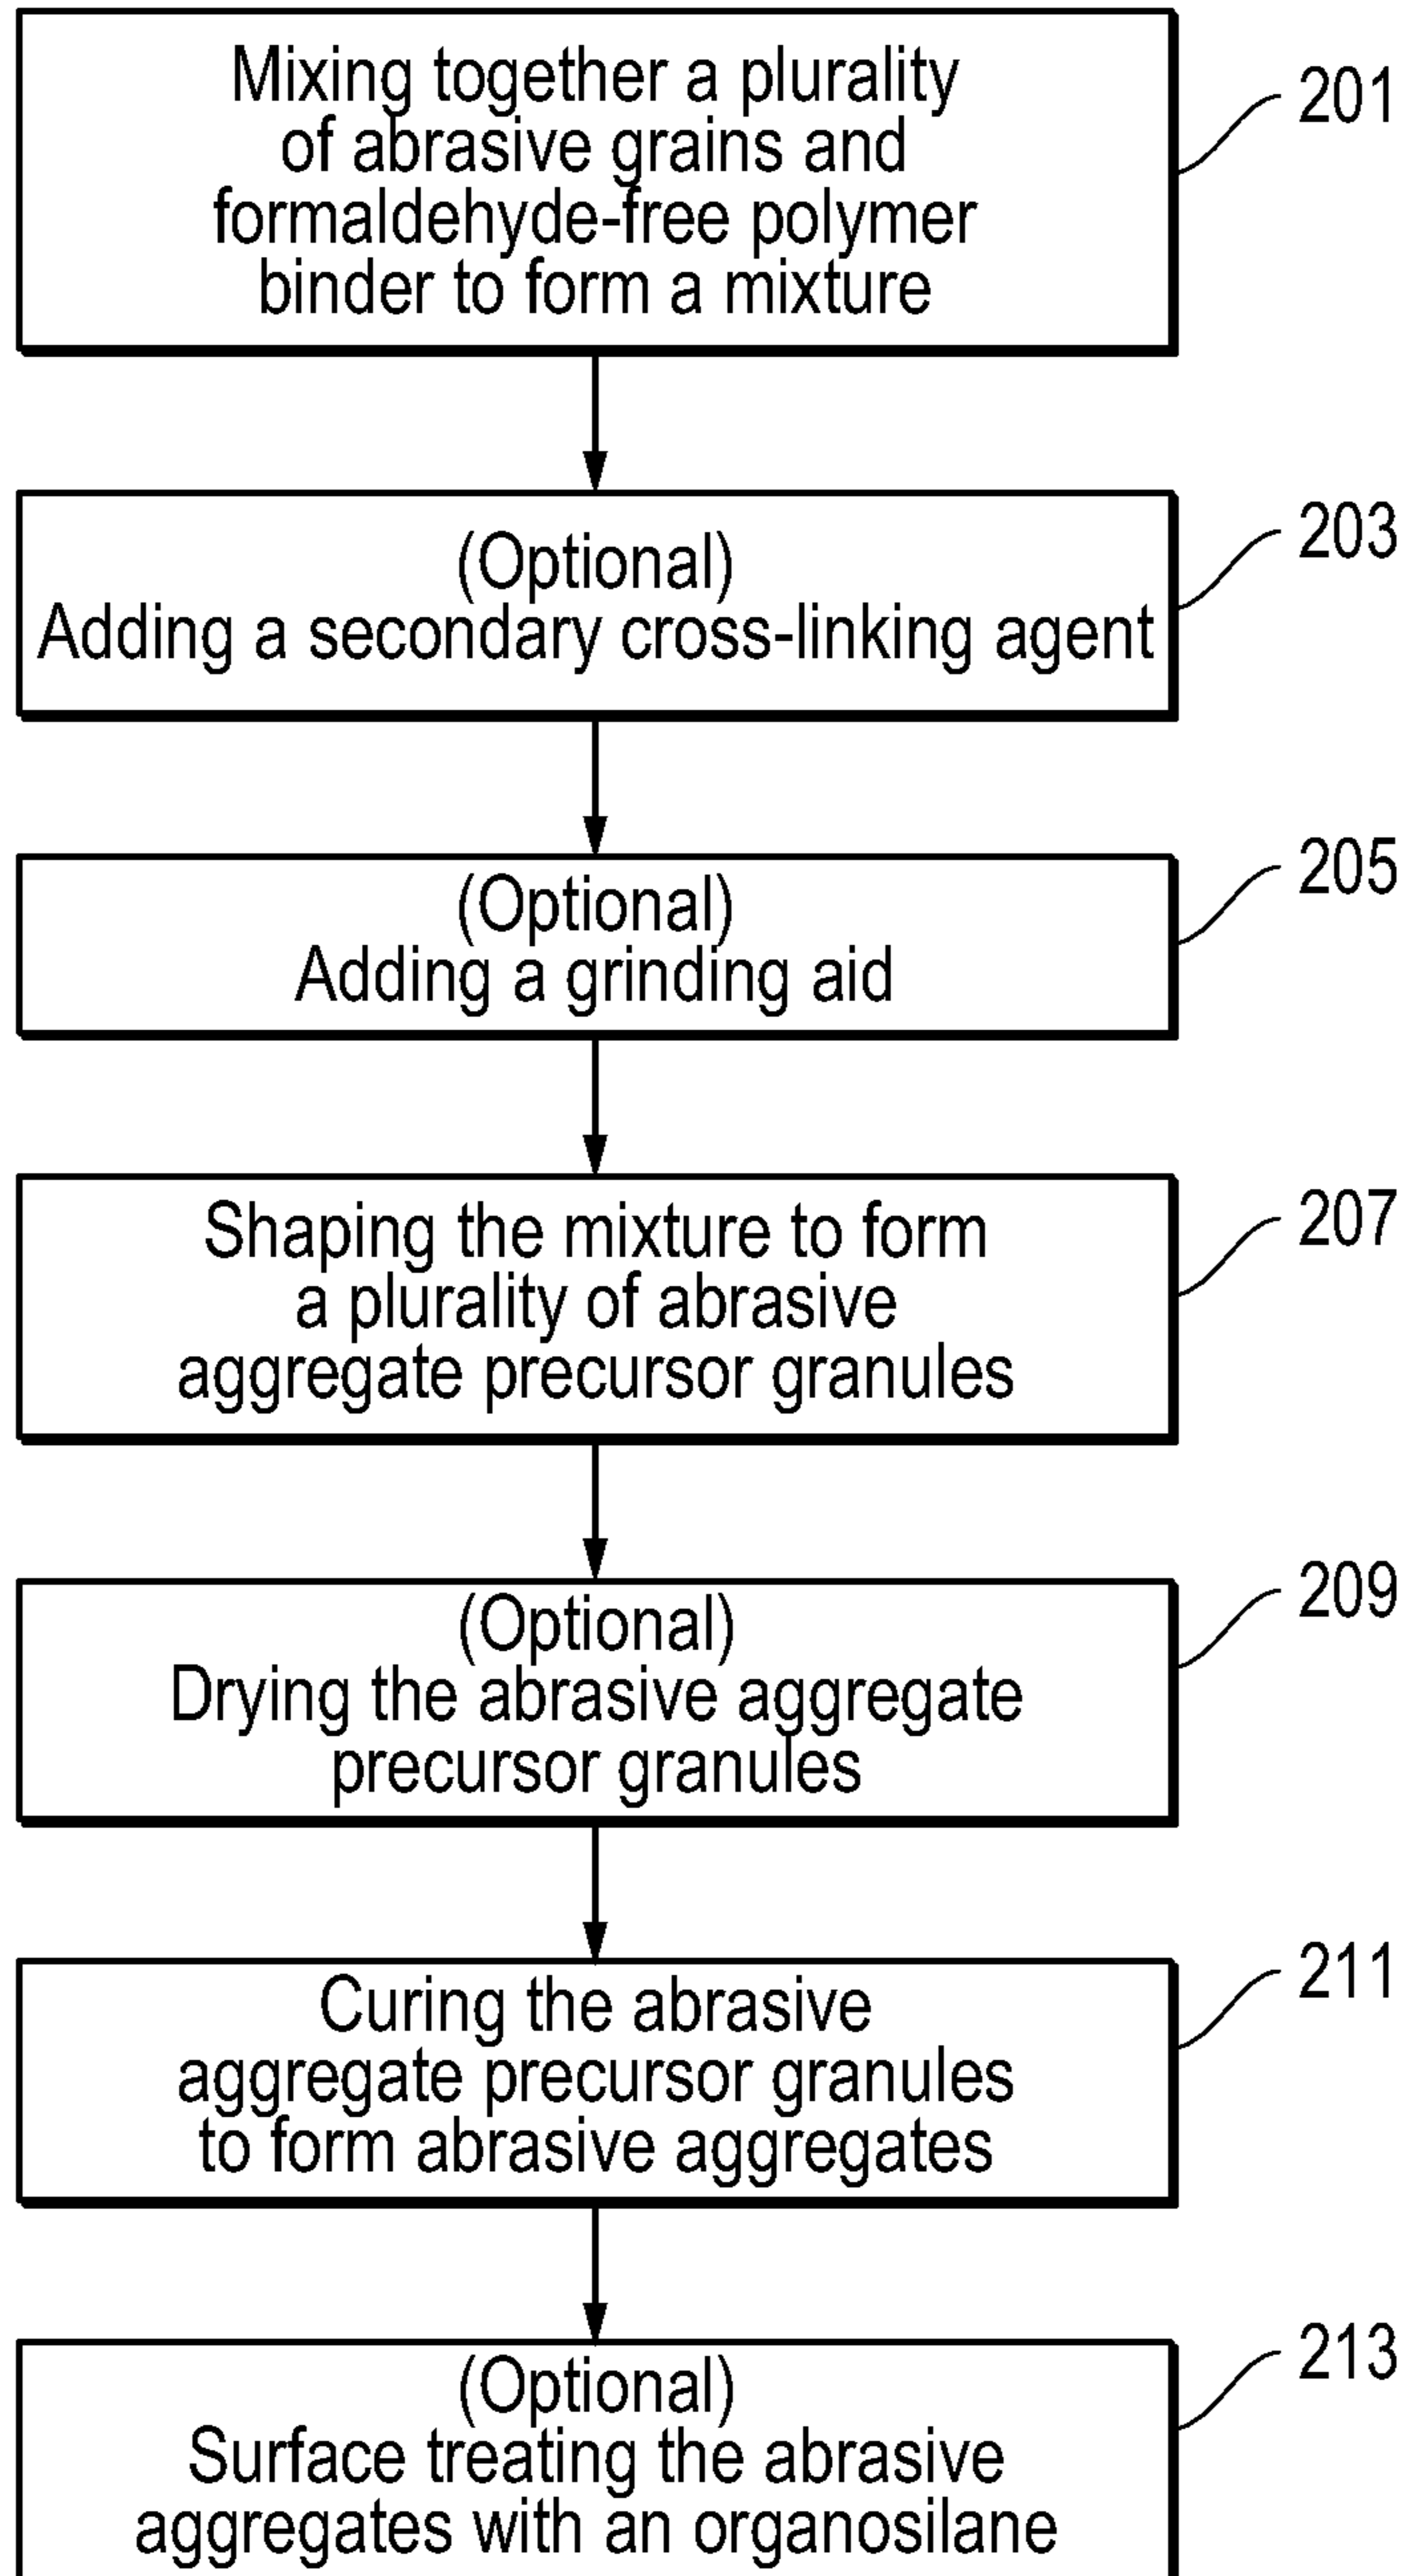 Mixing together a plurality
of abrasive grains and
formaldehyde-free polymer
binder to form a mixture
201
(Optional)
Adding a secondary cross-linking agent
203
(Optional)
Adding a grinding aid
205
Shaping the mixture to form
a plurality of abrasive
aggregate precursor granules
207
(Optional)
Drying the abrasive aggregate
precursor granules
209
Curing the abrasive
aggregate precursor granules
to form abrasive aggregates
211
(Optional)
Surface treating the abrasive
aggregates with an organosilane
213